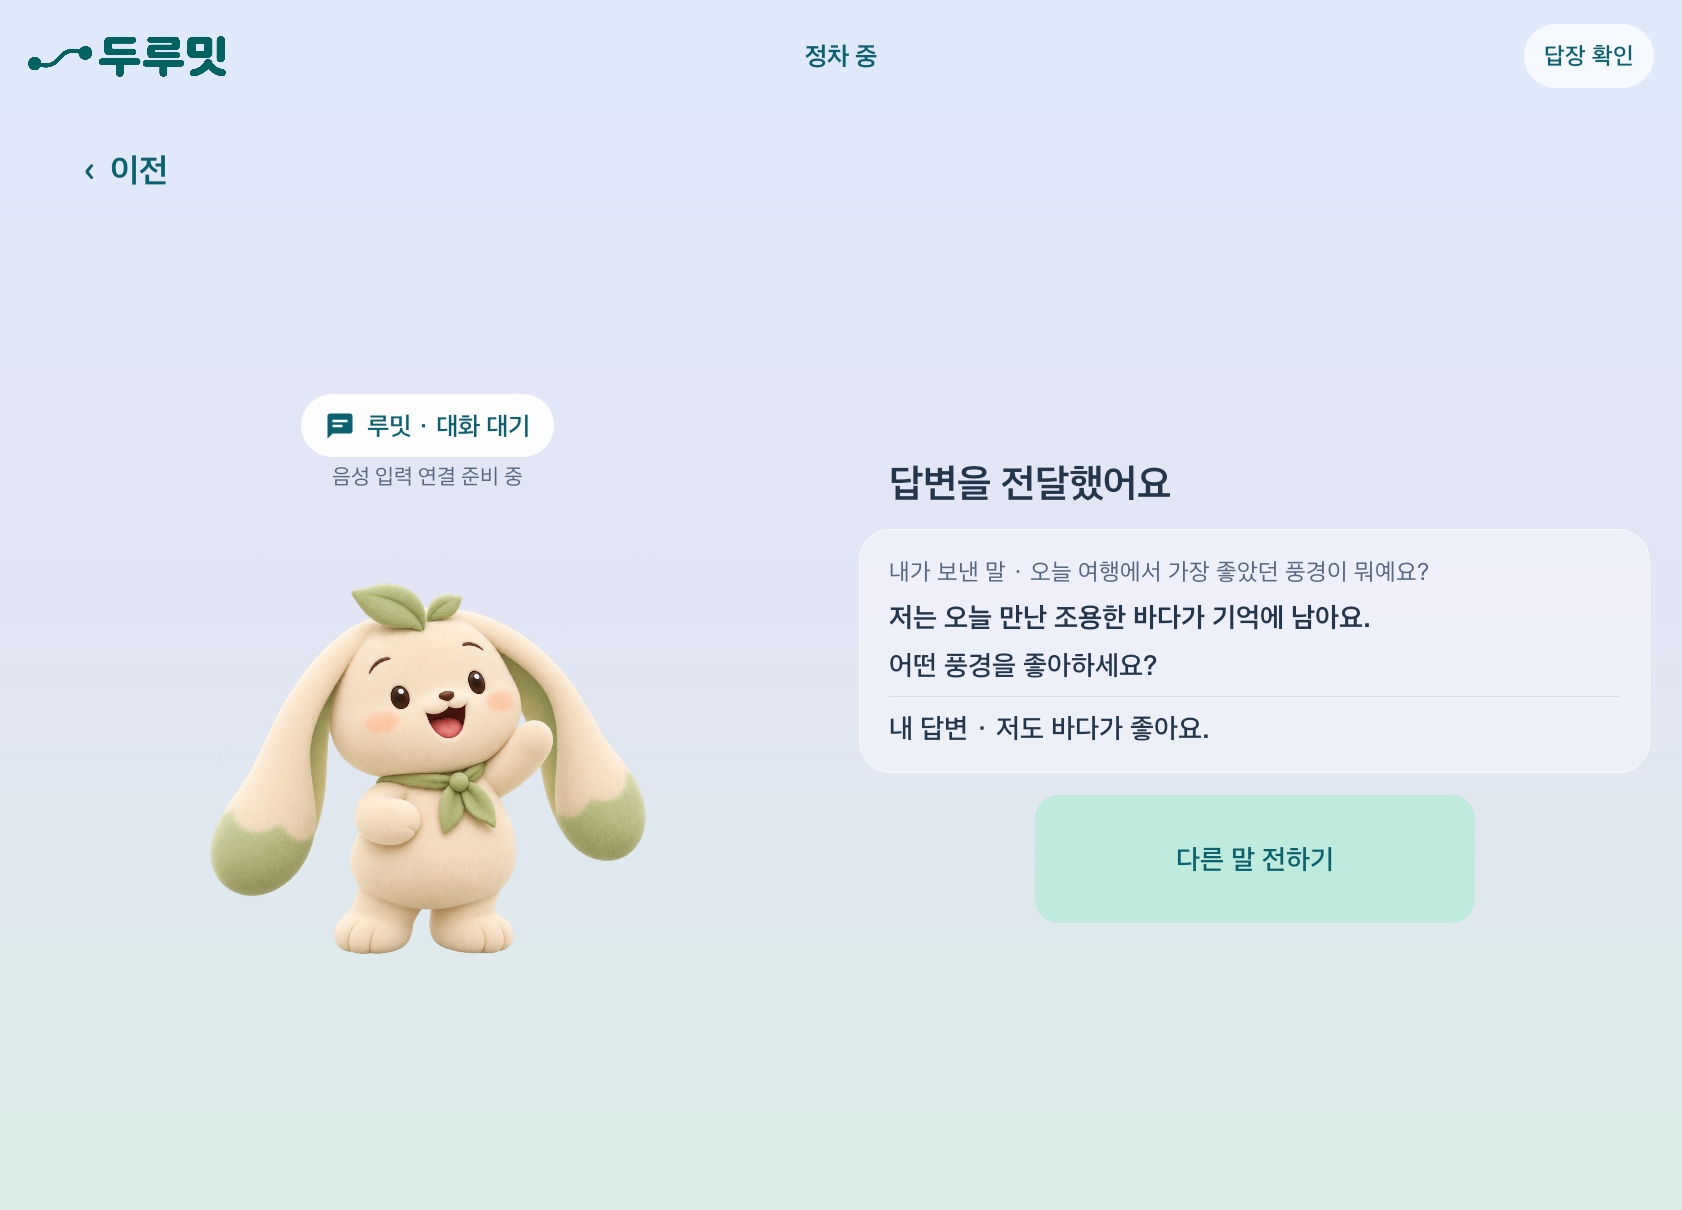 두루밋
정차 중
답장 확인
‹ 이전
루밋 · 대화 대기
음성 입력 연결 준비 중
답변을 전달했어요
내가 보낸 말 · 오늘 여행에서 가장 좋았던 풍경이 뭐예요?
저는 오늘 만난 조용한 바다가 기억에 남아요.
어떤 풍경을 좋아하세요?
내 답변 · 저도 바다가 좋아요.
다른 말 전하기